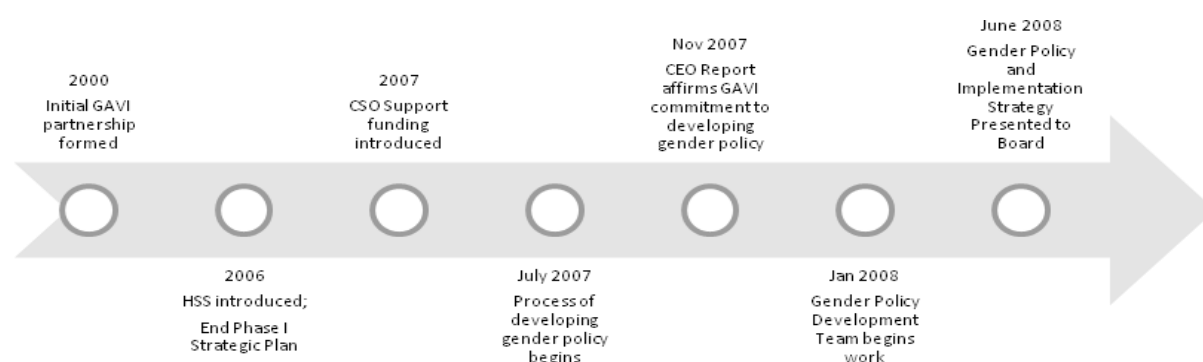 2000
Initial GAVI
partnership
formed
2006
HSS introduced;
End Phase I
Strategic Plan
2007
CSO Support
funding
introduced
July 2007
Process of
developing
gender policy
begins
Nov 2007
CEO Report
affirms GAVI
commitment to
developing
gender policy
Jan 2008
Gender Policy
Development
Team begins
work
June 2008
Gender Policy
and
Implementation
Strategy
Presented to
Board